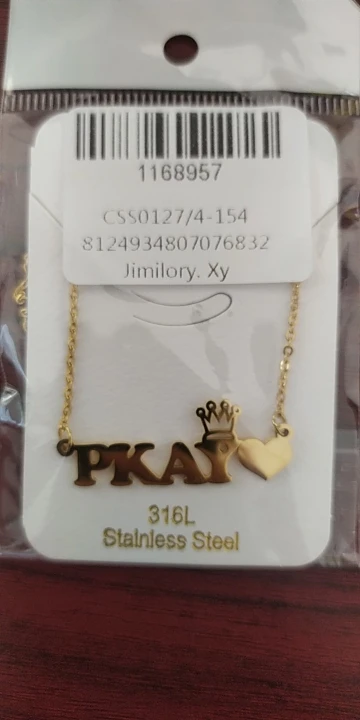 1168957
CSS0127/4-154
8124934807076832
Jimilory. Xy
PKAY
316L
Stainless Steel